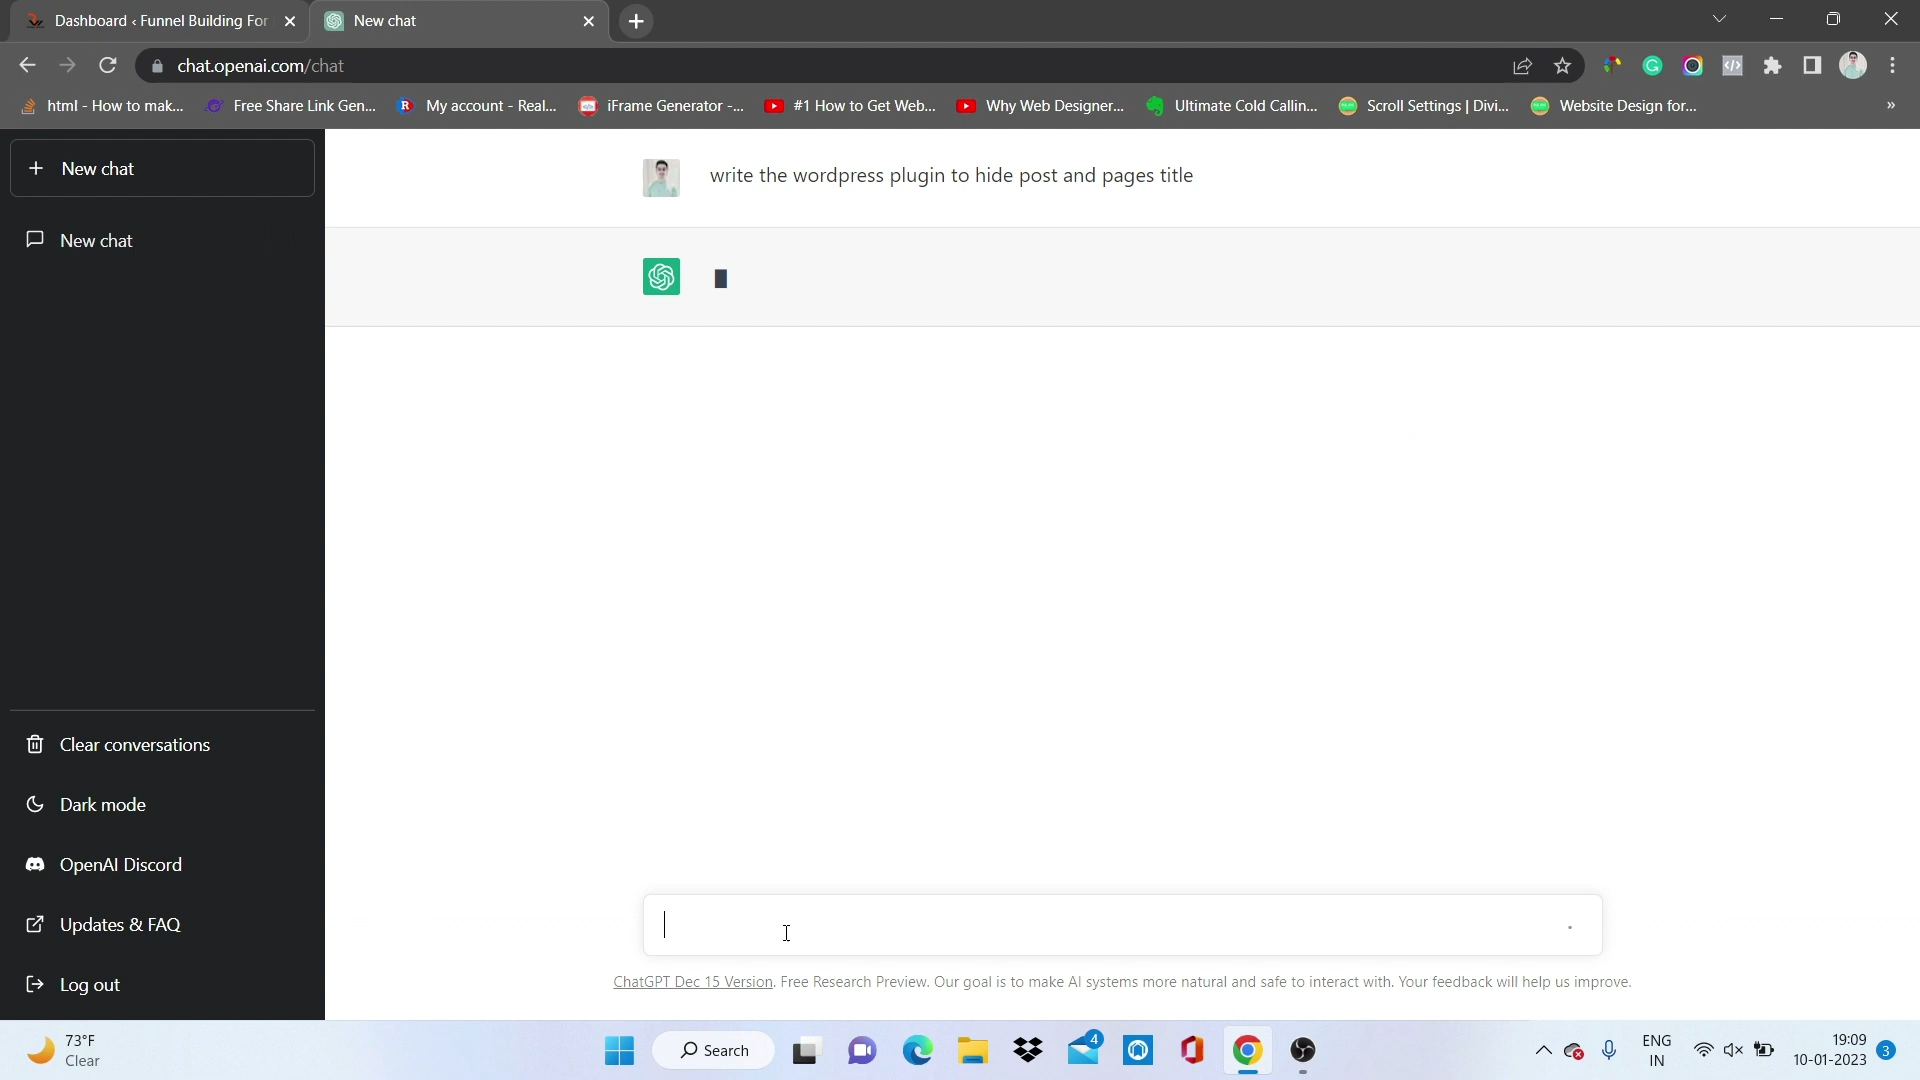 Dashboard ‹ Funnel Building For
New chat
chat.openai.com/chat
html - How to mak...
Free Share Link Gen...
My account - Real...
iFrame Generator -...
#1 How to Get Web...
Why Web Designer...
Ultimate Cold Callin...
Scroll Settings | Divi...
Website Design for...
»
New chat
write the wordpress plugin to hide post and pages title
New chat
Clear conversations
Dark mode
OpenAI Discord
Updates & FAQ
Log out
ChatGPT Dec 15 Version. Free Research Preview. Our goal is to make AI systems more natural and safe to interact with. Your feedback will help us improve.
73°F
Clear
Search
4
ENG
IN
19:09
10-01-2023
3